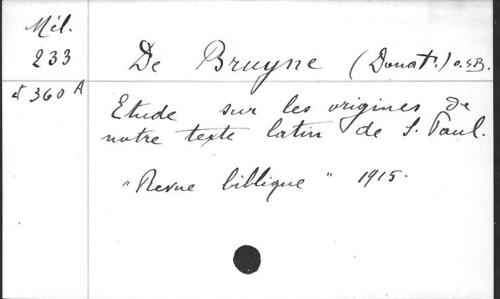 Mél.
233
De Bruyne (Donat.) O.S.B.
et 360 A
Etude sur les origines de
notre texte latin de S. Paul.
"Revue biblique" 1915.